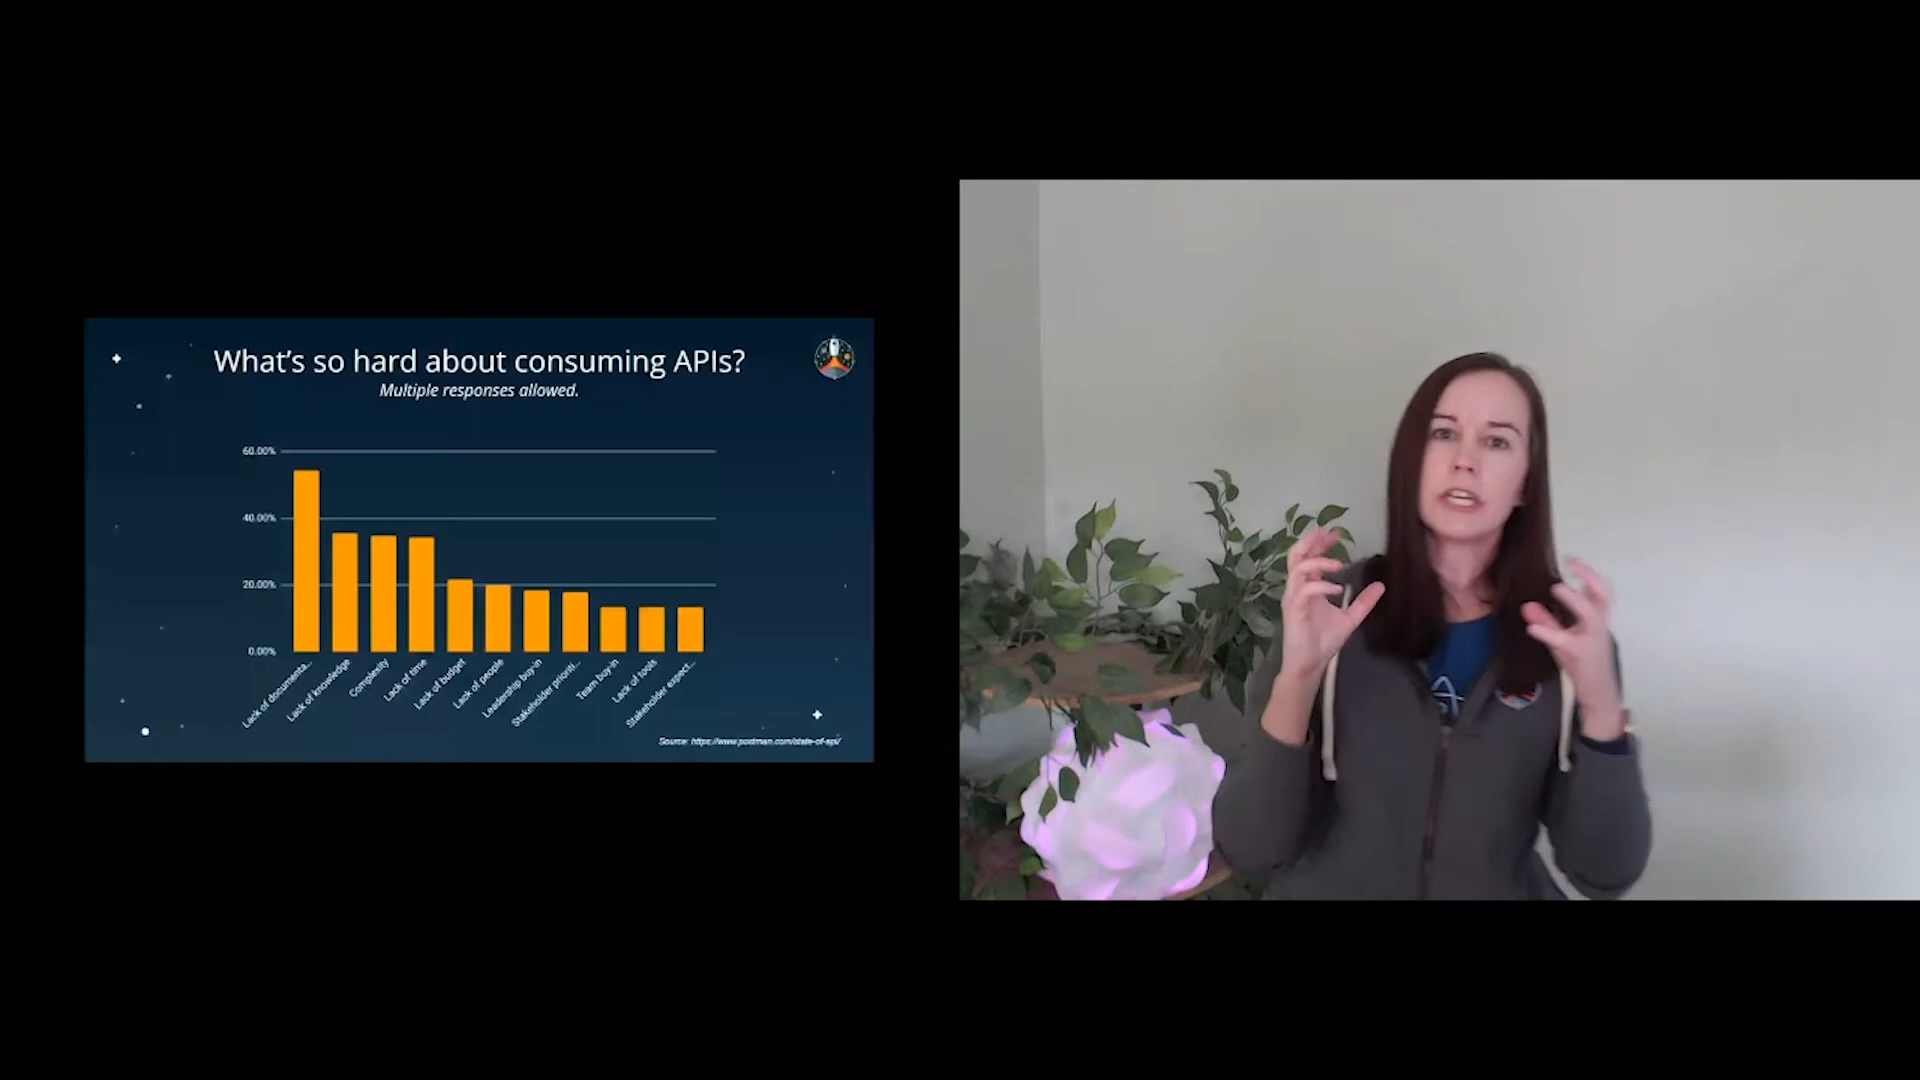 What's so hard about consuming APIs?
Multiple responses allowed.
60.00%
40.00%
20.00%
0.00%
Lack of documenta...
Lack of knowledge
Complexity
Lack of time
Lack of budget
Lack of people
Leadership buy-in
Stakeholder prioriti...
Team buy-in
Lack of tools
Stakeholder expect...
Source: https://www.postman.com/state-of-api/